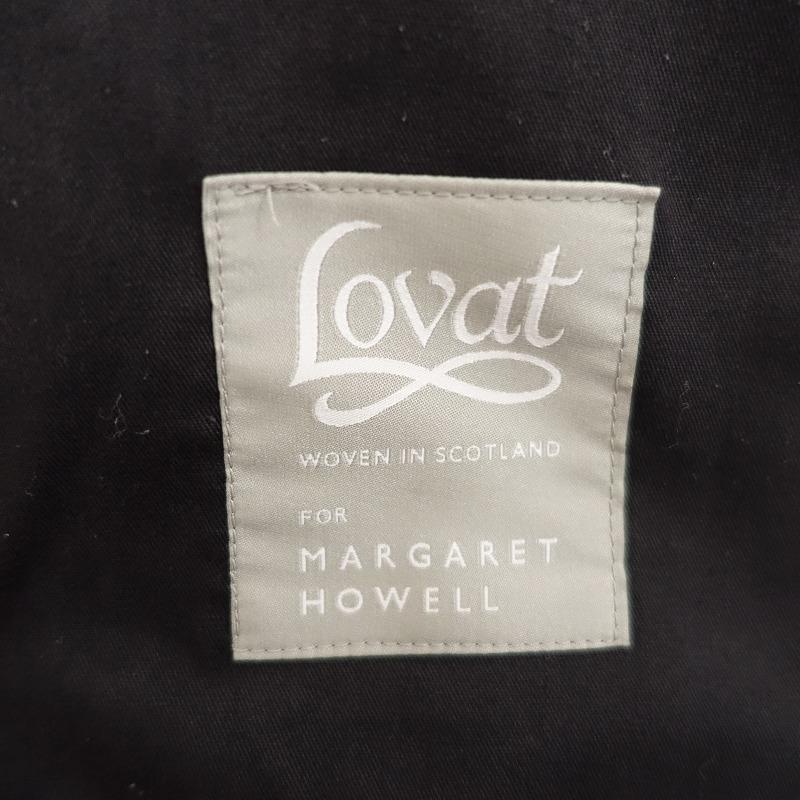 Lovat
WOVEN IN SCOTLAND
FOR
MARGARET
HOWELL